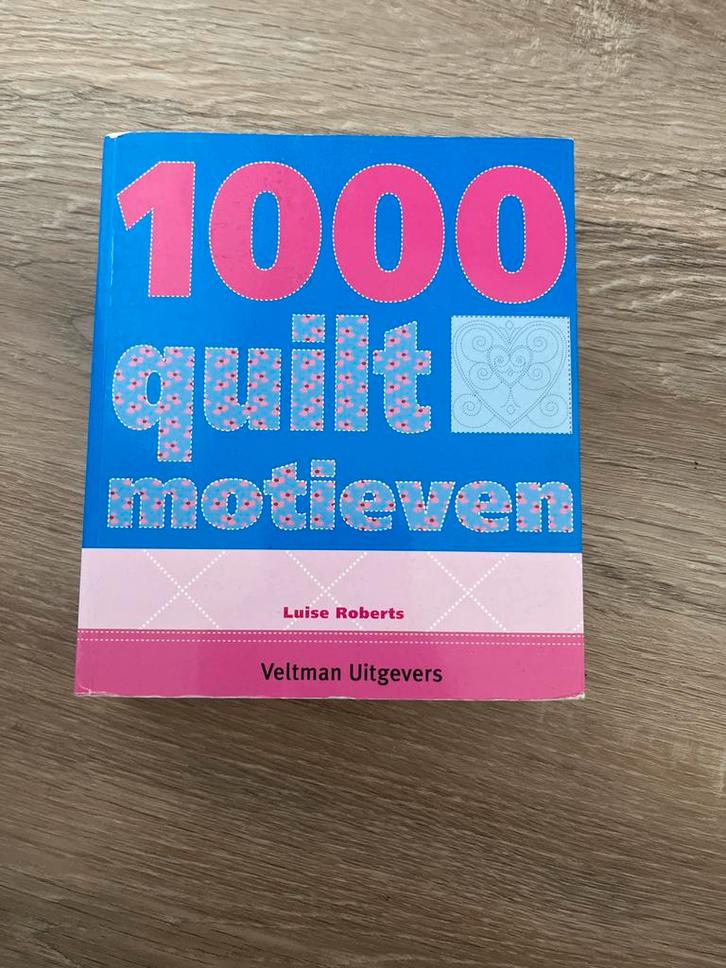 1000
quilt
motieven
Luise Roberts
Veltman Uitgevers